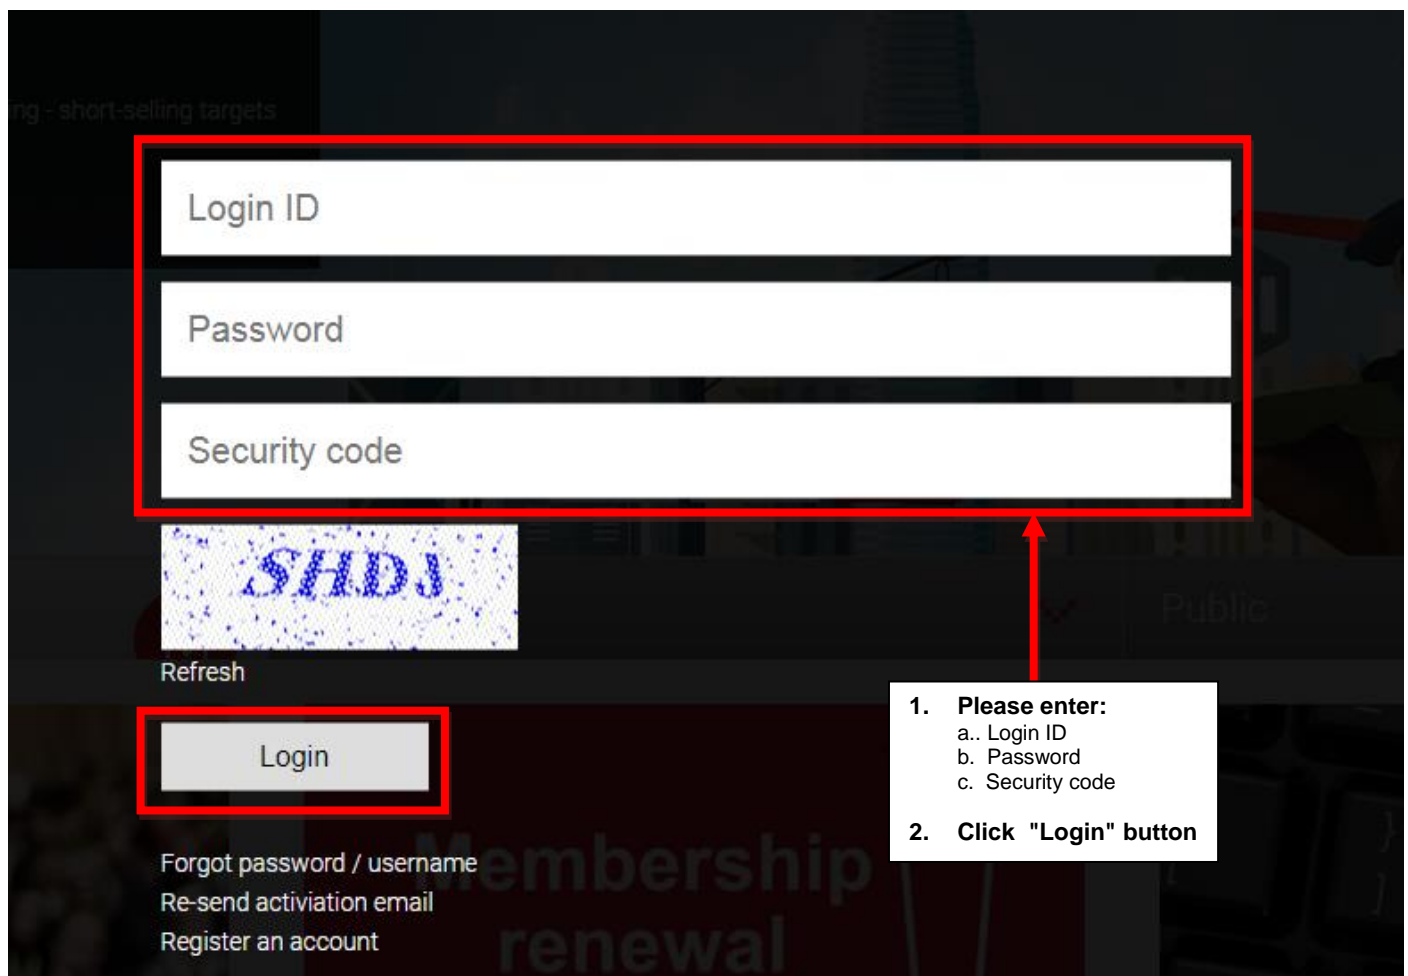 ing - short-selling targets
Login ID
Password
Security code
SHDJ
Public
Refresh
1. Please enter:
a.. Login ID
b. Password
c. Security code
2. Click "Login" button
Login
Membership
renewal
Forgot password / username
Re-send activiation email
Register an account
}
]
[